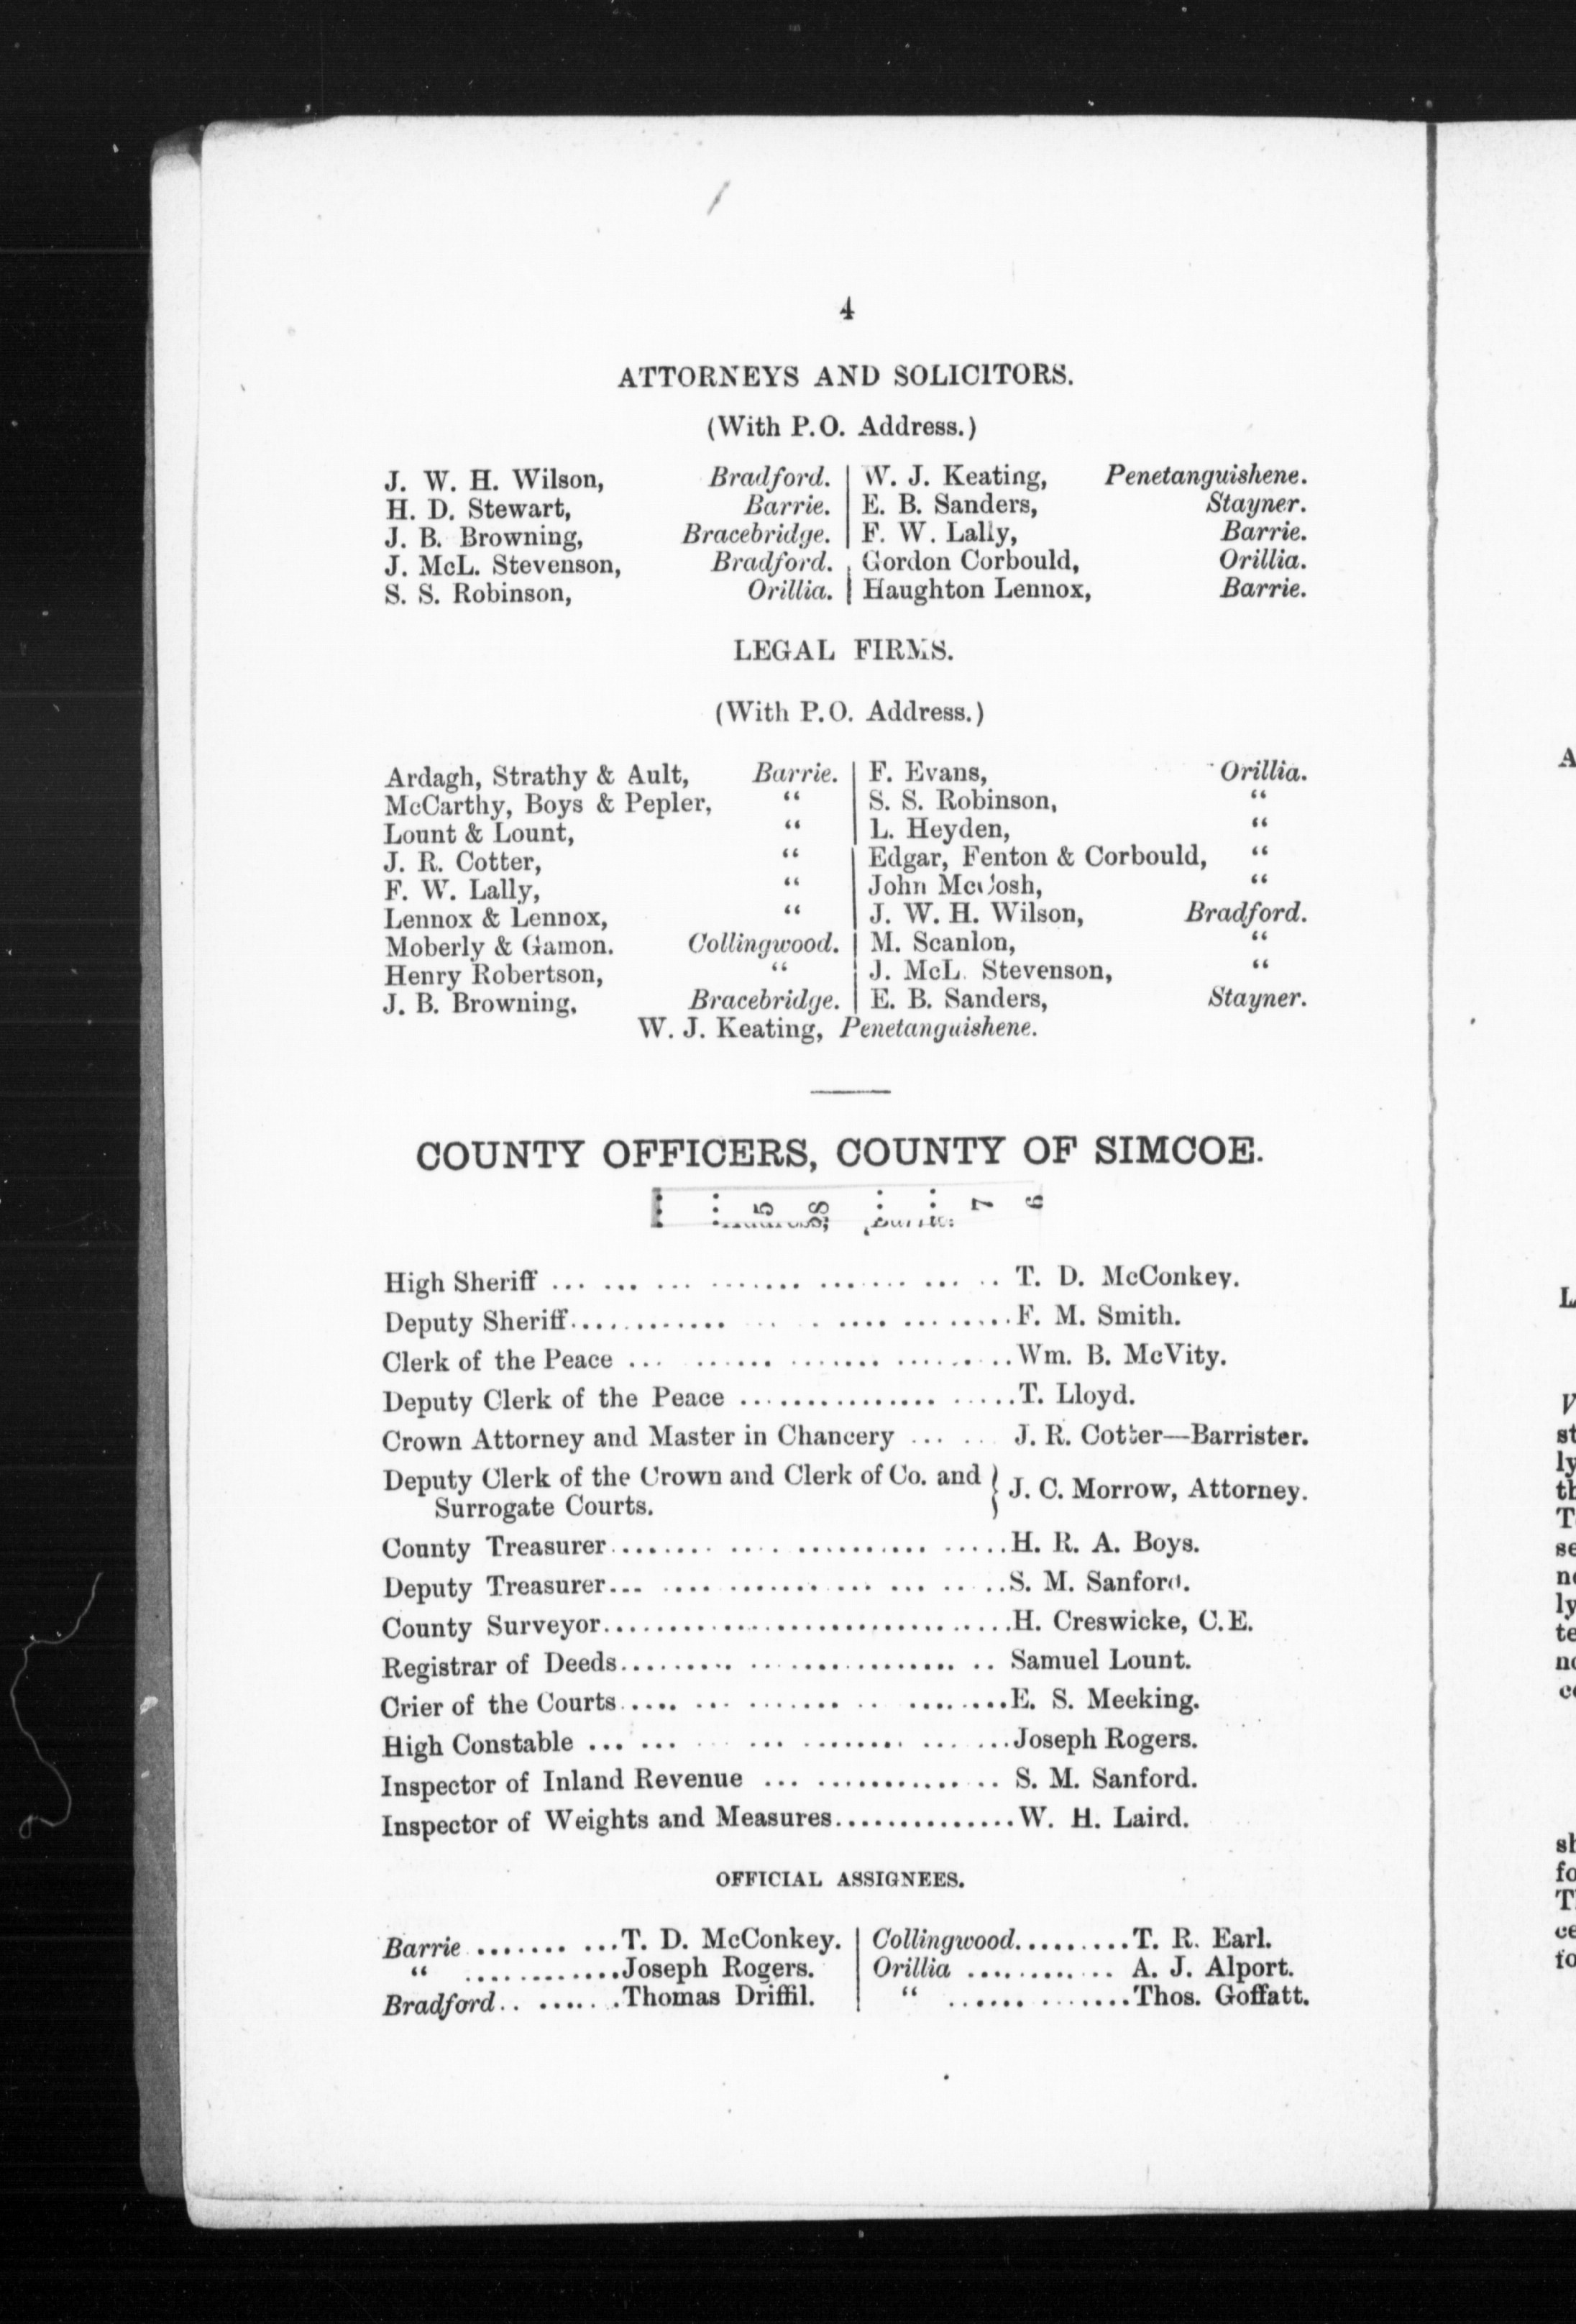 4
ATTORNEYS AND SOLICITORS.
(With P.O. Address.)
J. W. H. Wilson, Bradford.
H. D. Stewart, Barrie.
J. B. Browning, Bracebridge.
J. McL. Stevenson, Bradford.
S. S. Robinson, Orillia.
W. J. Keating, Penetanguishene.
E. B. Sanders, Stayner.
F. W. Lally, Barrie.
Gordon Corbould, Orillia.
Haughton Lennox, Barrie.
LEGAL FIRMS.
(With P.O. Address.)
Ardagh, Strathy & Ault, Barrie.
McCarthy, Boys & Pepler, “
Lount & Lount, “
J. R. Cotter, “
F. W. Lally, “
Lennox & Lennox, “
Moberly & Gamon. Collingwood.
Henry Robertson, “
J. B. Browning, Bracebridge.
F. Evans, Orillia.
S. S. Robinson, “
L. Heyden, “
Edgar, Fenton & Corbould, “
John McCosh, “
J. W. H. Wilson, Bradford.
M. Scanlon, “
J. McL. Stevenson, “
E. B. Sanders, Stayner.
W. J. Keating, Penetanguishene.
COUNTY OFFICERS, COUNTY OF SIMCOE.
High Sheriff ... T. D. McConkey.
Deputy Sheriff ... F. M. Smith.
Clerk of the Peace ... Wm. B. McVity.
Deputy Clerk of the Peace ... T. Lloyd.
Crown Attorney and Master in Chancery ... J. R. Cotter—Barrister.
Deputy Clerk of the Crown and Clerk of Co. and
Surrogate Courts. } J. C. Morrow, Attorney.
County Treasurer ... H. R. A. Boys.
Deputy Treasurer ... S. M. Sanford.
County Surveyor ... H. Creswicke, C.E.
Registrar of Deeds ... Samuel Lount.
Crier of the Courts ... E. S. Meeking.
High Constable ... Joseph Rogers.
Inspector of Inland Revenue ... S. M. Sanford.
Inspector of Weights and Measures ... W. H. Laird.
OFFICIAL ASSIGNEES.
Barrie ... T. D. McConkey.
“ ... Joseph Rogers.
Bradford ... Thomas Driffil.
Collingwood ... T. R. Earl.
Orillia ... A. J. Alport.
“ ... Thos. Goffatt.